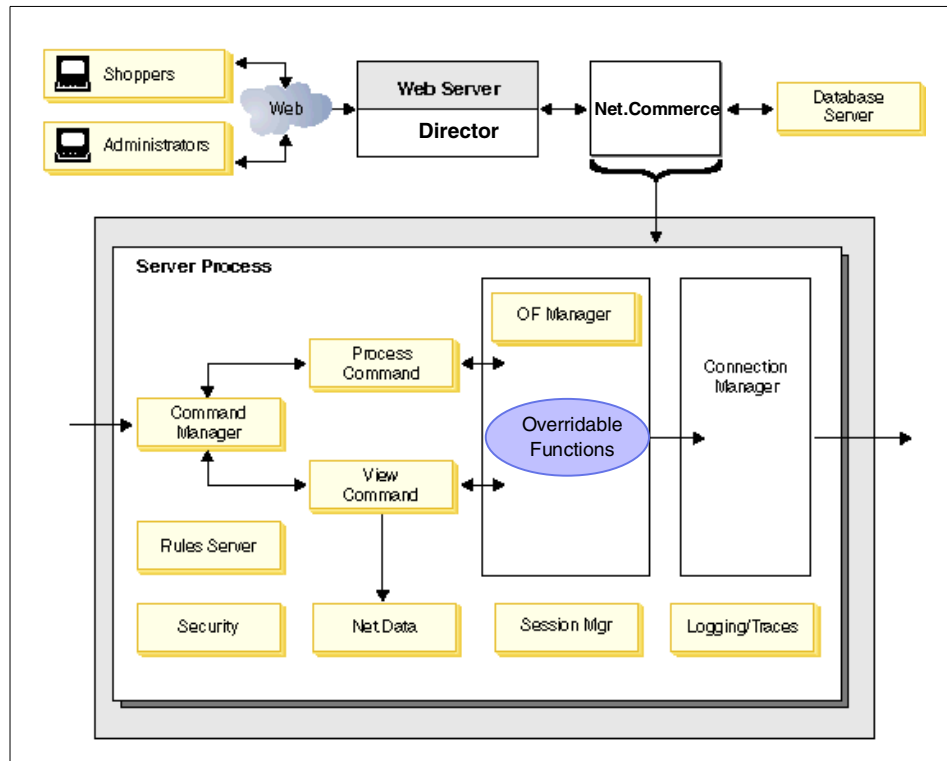 Shoppers
Administrators
Web
Web Server
Director
Net.Commerce
Database
Server
Server Process
OF Manager
Process
Command
Connection
Manager
Command
Manager
Overridable
Functions
View
Command
Rules Server
Security
Net.Data
Session Mgr
Logging/Traces